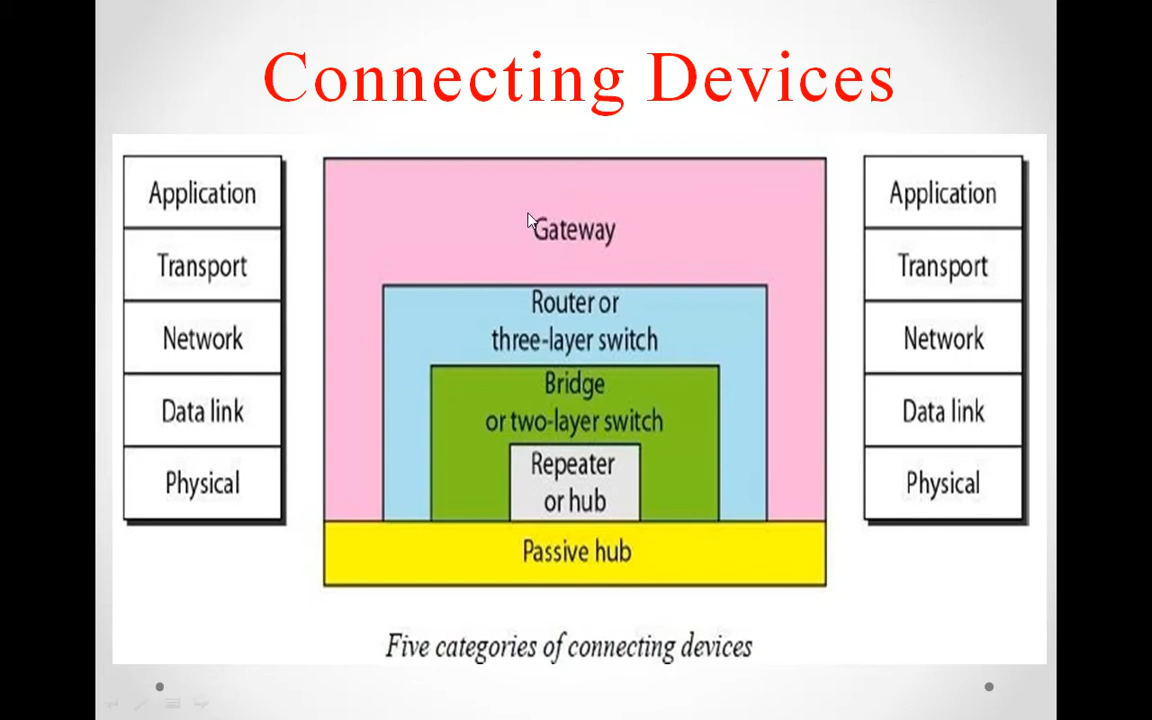 Connecting Devices
Application
Transport
Network
Data link
Physical
Gateway
Router or
three-layer switch
Bridge
or two-layer switch
Repeater
or hub
Passive hub
Application
Transport
Network
Data link
Physical
Five categories of connecting devices